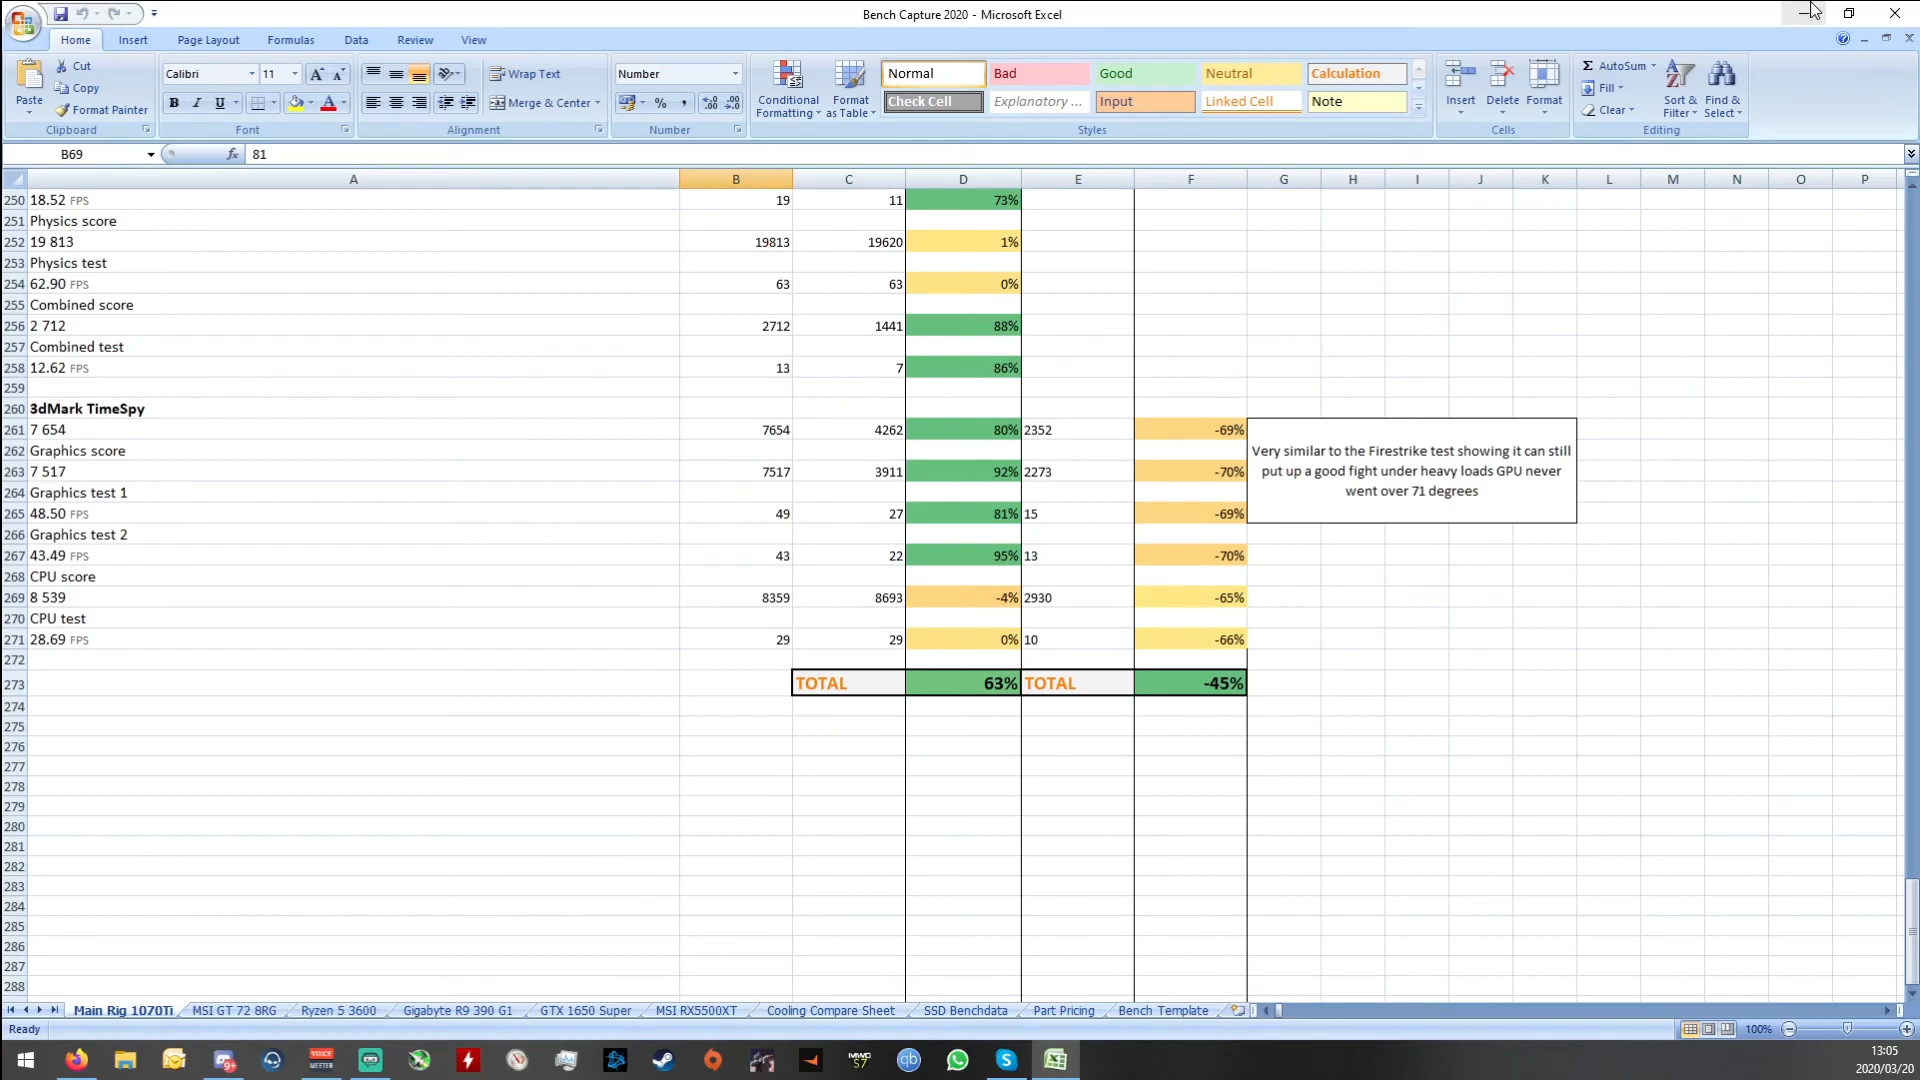 Bench Capture 2020 - Microsoft Excel
Home Insert Page Layout Formulas Data Review View
Cut
Copy
Format Painter
Paste
Clipboard
Calibri 11
B I U
Font
Wrap Text
Merge & Center
Alignment
Number
%
Number
Conditional Formatting
Format as Table
Normal Bad Good Neutral Calculation
Check Cell Explanatory ... Input Linked Cell Note
Styles
Insert Delete Format
Cells
AutoSum
Fill
Clear
Sort & Filter
Find & Select
Editing
B69 fx 81
A B C D E F G H I J K L M N O P
250 18.52 FPS 19 11 73%
251 Physics score
252 19 813 19813 19620 1%
253 Physics test
254 62.90 FPS 63 63 0%
255 Combined score
256 2 712 2712 1441 88%
257 Combined test
258 12.62 FPS 13 7 86%
259
260 3dMark TimeSpy
261 7 654 7654 4262 80% 2352 -69%
262 Graphics score
263 7 517 7517 3911 92% 2273 -70%
264 Graphics test 1
265 48.50 FPS 49 27 81% 15 -69%
266 Graphics test 2
267 43.49 FPS 43 22 95% 13 -70%
268 CPU score
269 8 539 8359 8693 -4% 2930 -65%
270 CPU test
271 28.69 FPS 29 29 0% 10 -66%
272
273 TOTAL 63% TOTAL -45%
274
275
276
277
278
279
280
281
282
283
284
285
286
287
288
Very similar to the Firestrike test showing it can still
put up a good fight under heavy loads GPU never
went over 71 degrees
Main Rig 1070Ti MSI GT 72 8RG Ryzen 5 3600 Gigabyte R9 390 G1 GTX 1650 Super MSI RX5500XT Cooling Compare Sheet SSD Benchdata Part Pricing Bench Template
Ready 100%
VOICE
MEETER
9+
qb
S7
13:05
2020/03/20